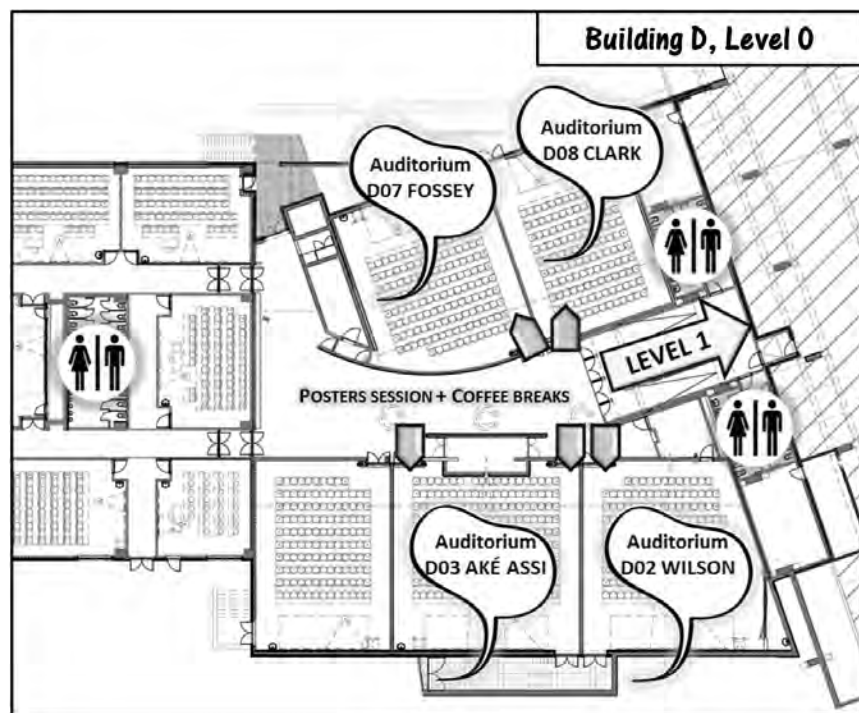 Building D, Level 0
Auditorium
D08 CLARK
Auditorium
D07 FOSSEY
LEVEL 1
POSTERS SESSION + COFFEE BREAKS
Auditorium
D03 AKÉ ASSI
Auditorium
D02 WILSON